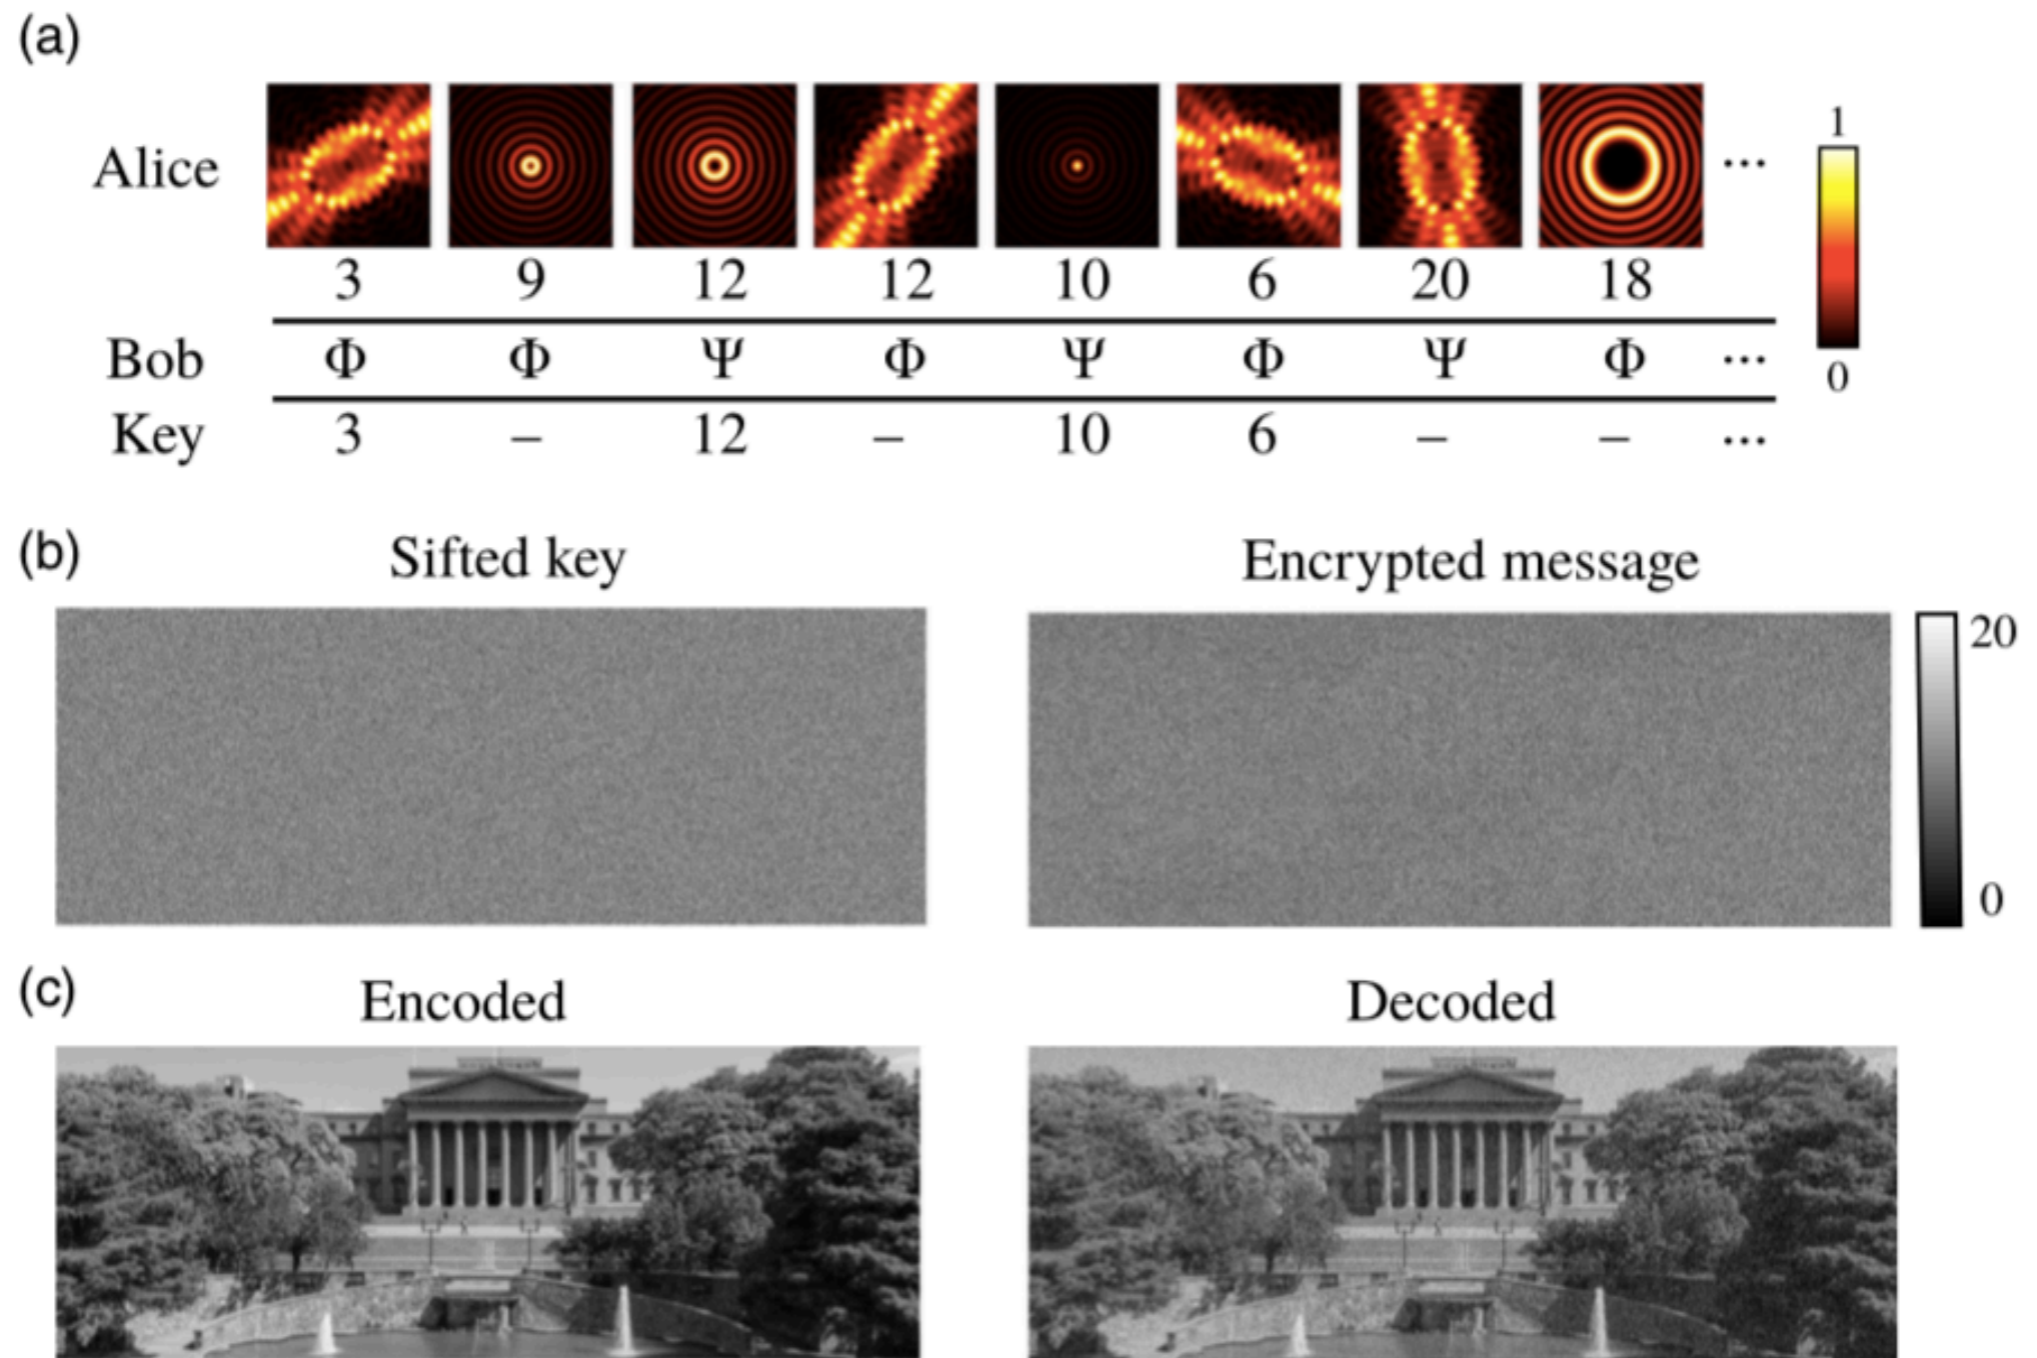 (a)
Alice
3 9 12 12 10 6 20 18
...
1
0
Bob Φ Φ Ψ Φ Ψ Φ Ψ Φ ...
Key 3 – 12 – 10 6 – – ...
(b)
Sifted key
Encrypted message
20
0
(c)
Encoded
Decoded